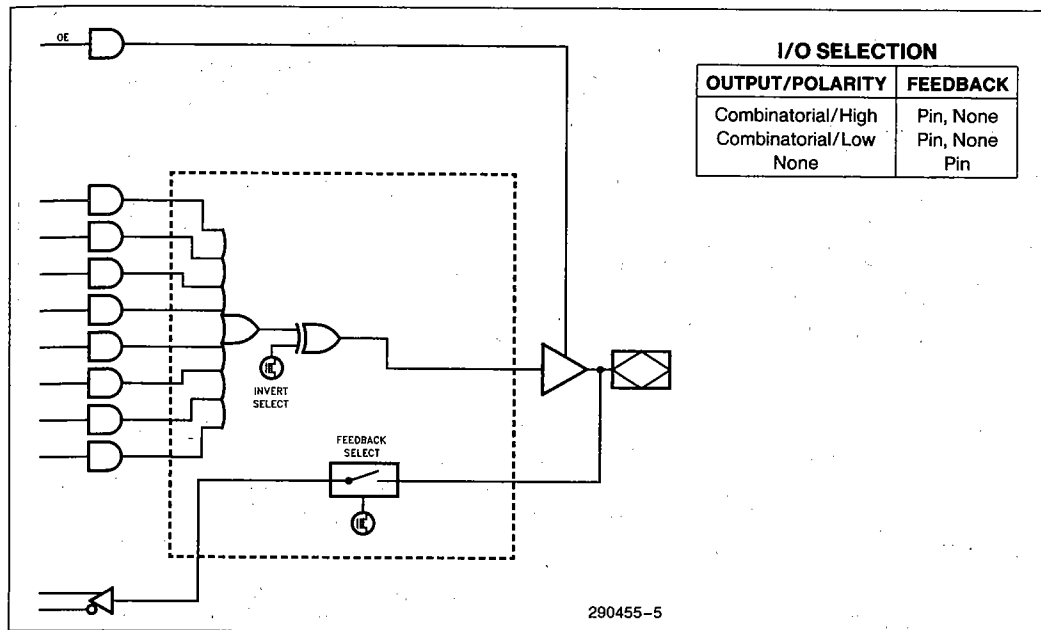 OE
I/O SELECTION
OUTPUT/POLARITY FEEDBACK
Combinatorial/High Pin, None
Combinatorial/Low Pin, None
None Pin
INVERT
SELECT
FEEDBACK
SELECT
290455-5